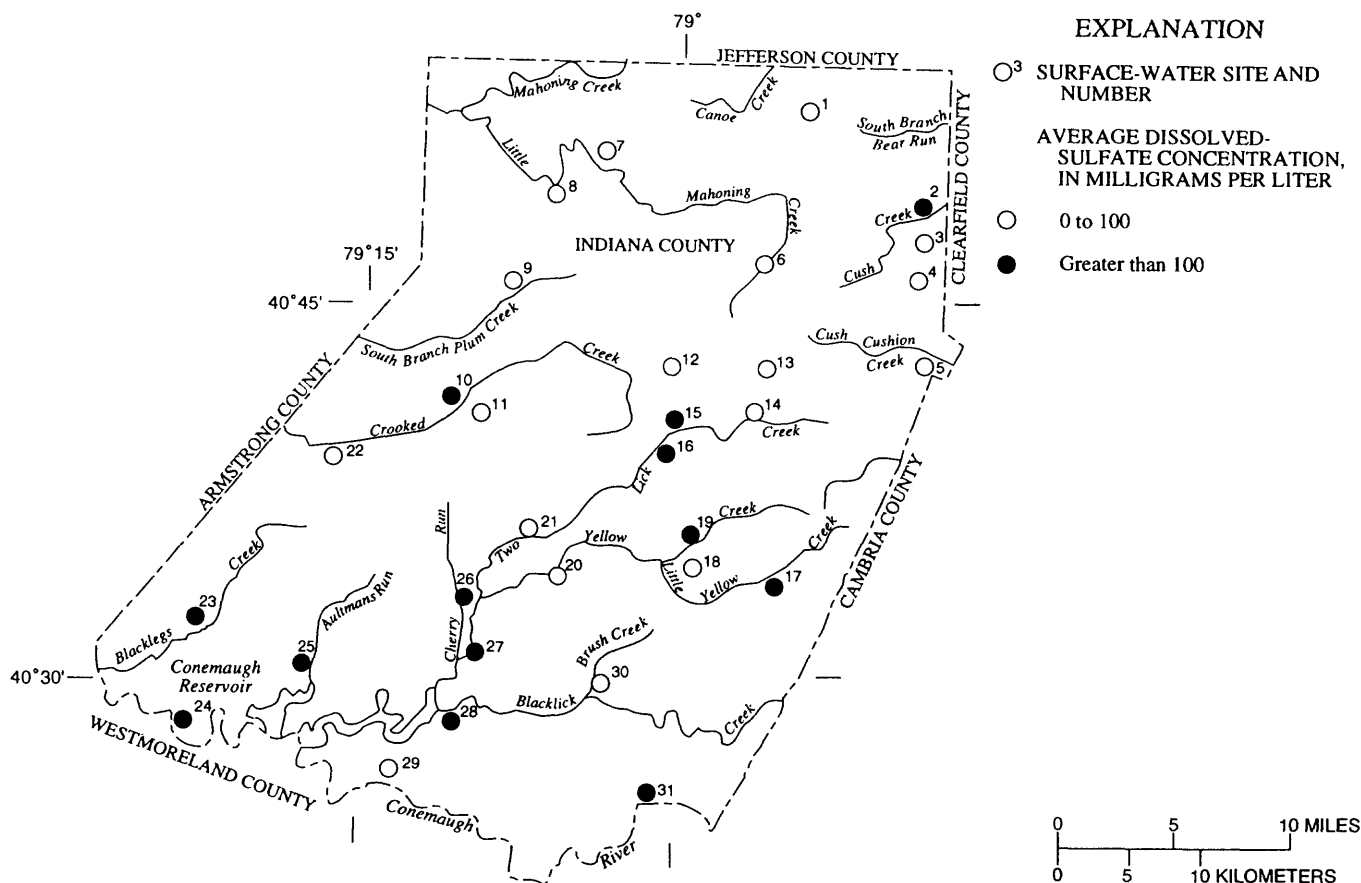 79°
JEFFERSON COUNTY
EXPLANATION
3 SURFACE-WATER SITE AND
NUMBER
AVERAGE DISSOLVED-
SULFATE CONCENTRATION,
IN MILLIGRAMS PER LITER
0 to 100
Greater than 100
Mahoning
Creek
Canoe
Creek
1
South Branch
Bear Run
CLEARFIELD COUNTY
Little
7
8
Mahoning
Creek
2
Creek
3
Cush
4
INDIANA COUNTY
6
79°15'
40°45'
9
South Branch Plum Creek
Cush Cushion
Creek
5
ARMSTRONG COUNTY
10
11
Crooked
Creek
22
12
13
14
15
Creek
16
Lick
CAMBRIA COUNTY
Run
21
Two
Yellow
19
Creek
18
Little
Yellow
Creek
17
20
Creek
23
Blacklegs
Aultmans Run
25
26
Cherry
27
Brush Creek
30
40°30'
Conemaugh
Reservoir
24
28
Blacklick
Creek
WESTMORELAND COUNTY
29
Conemaugh
River
31
0 5 10 MILES
0 5 10 KILOMETERS